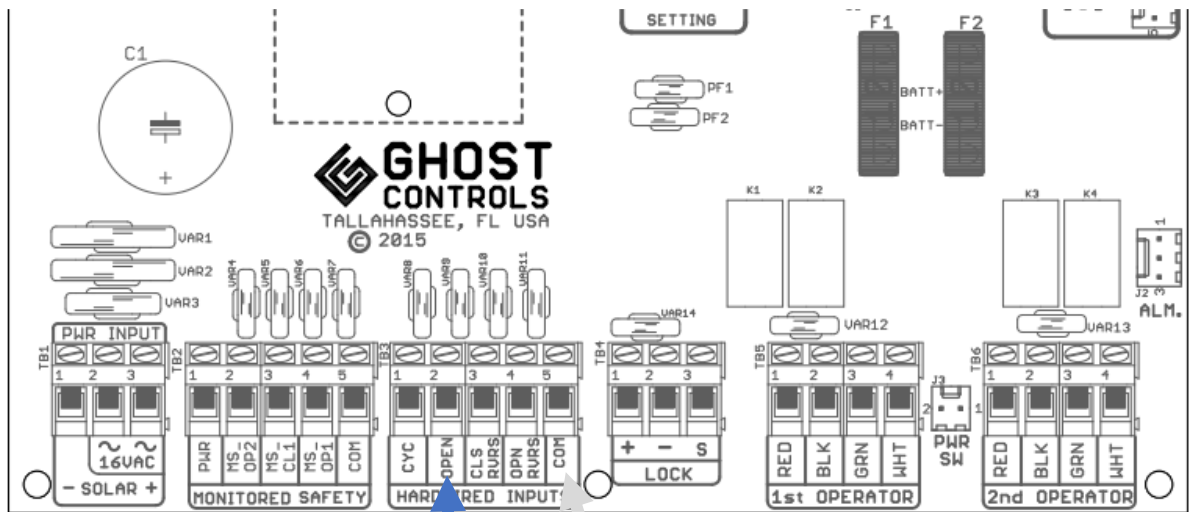 SETTING
F1
F2
C1
PF1
PF2
BATT+
BATT-
GHOST
CONTROLS
TALLAHASSEE, FL USA
© 2015
K1
K2
K3
K4
VAR1
VAR2
VAR3
VAR4
VAR5
VAR6
VAR7
VAR8
VAR9
VAR10
VAR11
VAR14
VAR12
VAR13
1
J2
3
ALM.
PWR INPUT
TB1
1 2 3
16VAC
- SOLAR +
TB2
1 2 3 4 5
PWR
MS_OP2
MS_CL1
MS_OP1
COM
MONITORED SAFETY
TB3
1 2 3 4 5
CYC
OPEN
CLS RVRS
OPN RVRS
COM
TB4
1 2 3
+ - S
LOCK
TB5
1 2 3 4
RED
BLK
GRN
WHT
1st OPERATOR
J3
2 1
PWR
SW
TB6
1 2 3 4
RED
BLK
GRN
WHT
2nd OPERATOR